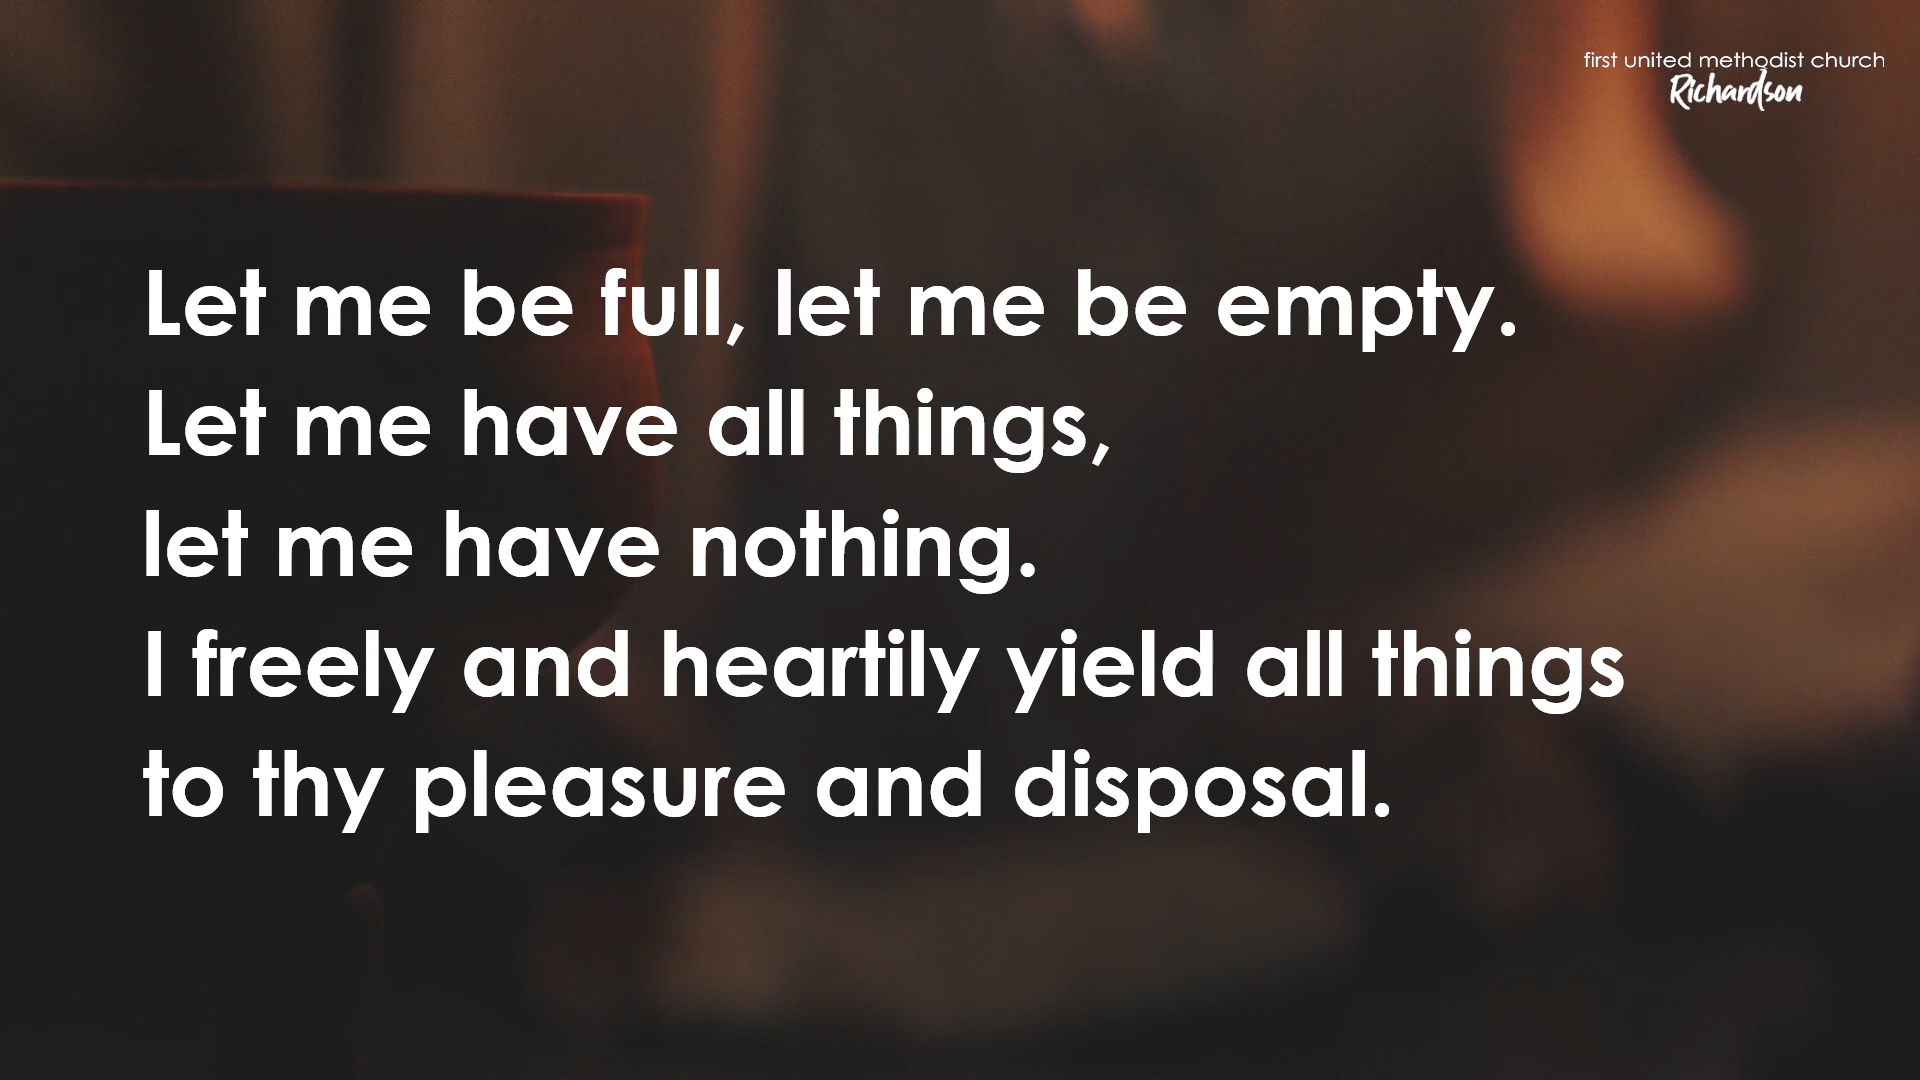 first united methodist church
Richardson
Let me be full, let me be empty.
Let me have all things,
let me have nothing.
I freely and heartily yield all things
to thy pleasure and disposal.